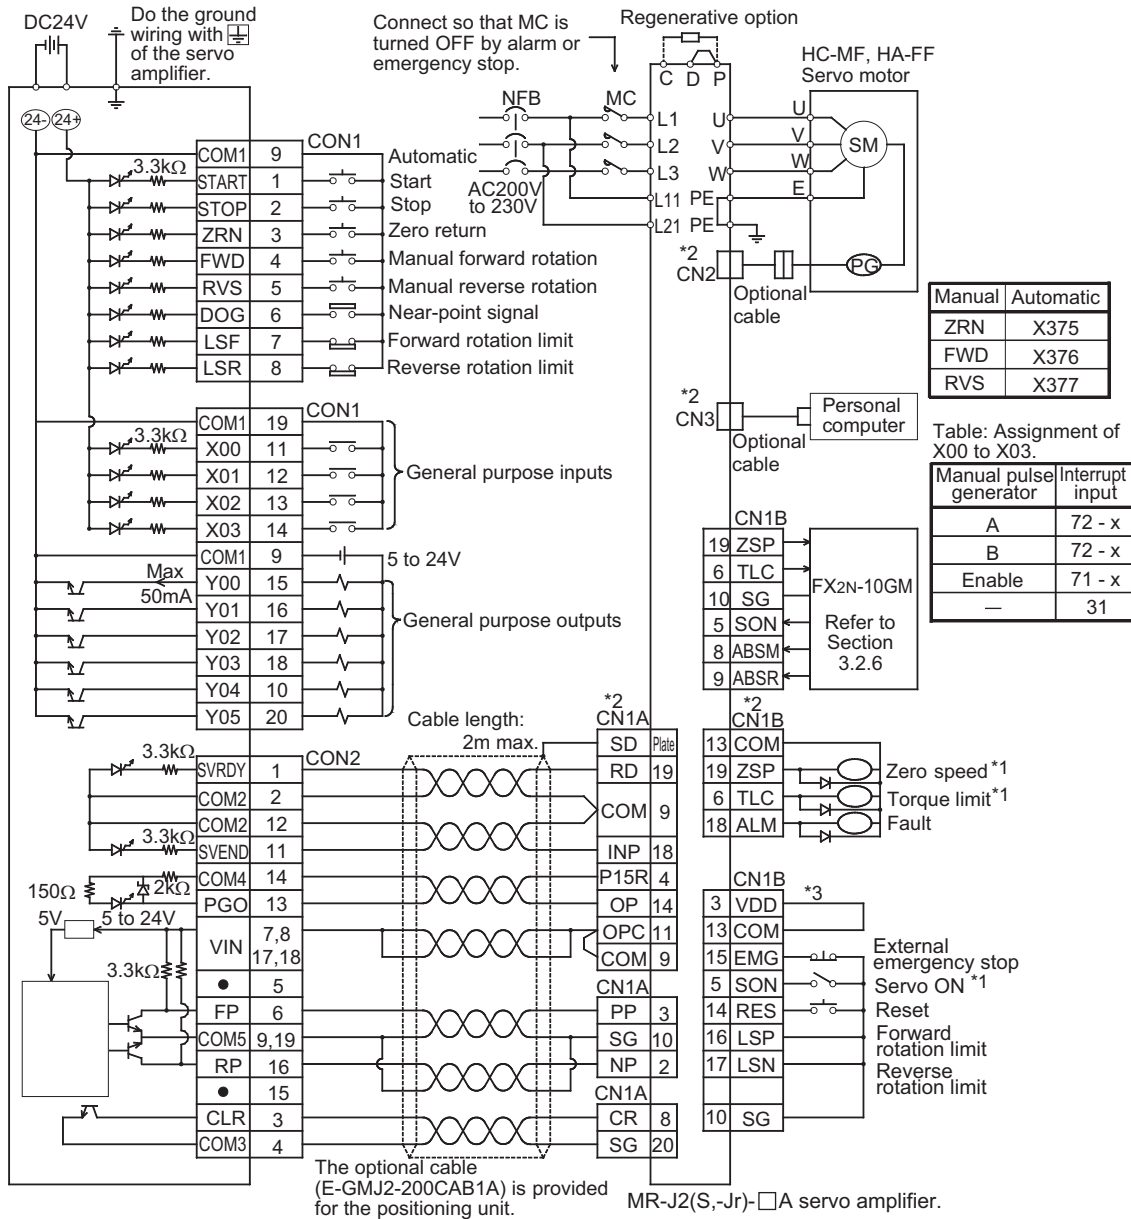 DC24V
Do the ground
wiring with
of the servo
amplifier.
Connect so that MC is
turned OFF by alarm or
emergency stop.
Regenerative option
HC-MF, HA-FF
Servo motor
C D P
NFB
MC
24-
24+
L1
L2
L3
L11
L21
U
V
W
PE
PE
U
V
W
E
SM
AC200V
to 230V
PG
*2
CN2
Optional
cable
*2
CN3
Optional
cable
Personal
computer
CON1
COM1 9 Automatic
3.3kΩ
START 1 Start
STOP 2 Stop
ZRN 3 Zero return
FWD 4 Manual forward rotation
RVS 5 Manual reverse rotation
DOG 6 Near-point signal
LSF 7 Forward rotation limit
LSR 8 Reverse rotation limit
CON1
COM1 19
3.3kΩ
X00 11
X01 12
X02 13
X03 14
General purpose inputs
COM1 9
5 to 24V
Max
50mA
Y00 15
Y01 16
Y02 17
Y03 18
Y04 10
Y05 20
General purpose outputs
Manual Automatic
ZRN X375
FWD X376
RVS X377
Table: Assignment of
X00 to X03.
Manual pulse
generator
Interrupt
input
A 72 - x
B 72 - x
Enable 71 - x
— 31
CN1B
19 ZSP
6 TLC
10 SG
5 SON
8 ABSM
9 ABSR
FX2N-10GM
Refer to
Section
3.2.6
CON2
3.3kΩ
SVRDY 1
COM2 2
COM2 12
3.3kΩ
SVEND 11
COM4 14
150Ω
2kΩ
PGO 13
5V
5 to 24V
VIN 7,8
17,18
3.3kΩ
● 5
FP 6
COM5 9,19
RP 16
● 15
CLR 3
COM3 4
Cable length:
2m max.
*2
CN1A
SD Plate
RD 19
COM 9
INP 18
P15R 4
OP 14
OPC 11
COM 9
CN1A
PP 3
SG 10
NP 2
CN1A
CR 8
SG 20
*2
CN1B
13 COM
19 ZSP Zero speed *1
6 TLC Torque limit *1
18 ALM Fault
CN1B
*3
3 VDD
13 COM
15 EMG External
emergency stop
5 SON Servo ON *1
14 RES Reset
16 LSP Forward
rotation limit
17 LSN Reverse
rotation limit
10 SG
The optional cable
(E-GMJ2-200CAB1A) is provided
for the positioning unit.
MR-J2(S,-Jr)-□A servo amplifier.